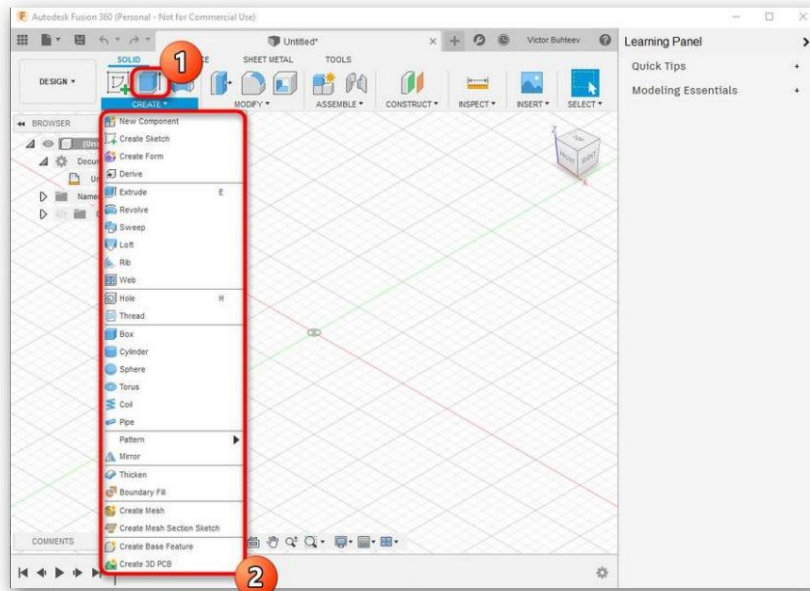 Autodesk Fusion 360 (Personal - Not for Commercial Use)
Untitled*
Victor Buhteev
Learning Panel
SOLID
SHEET METAL
TOOLS
Quick Tips
DESIGN
Modeling Essentials
CREATE
MODIFY
ASSEMBLE
CONSTRUCT
INSPECT
INSERT
SELECT
1
BROWSER
New Component
Create Sketch
Create Form
Derive
Extrude E
Revolve
Sweep
Loft
Rib
Web
Hole H
Thread
Box
Cylinder
Sphere
Torus
Coil
Pipe
Pattern
Mirror
Thicken
Boundary Fill
Create Mesh
Create Mesh Section Sketch
Create Base Feature
Create 3D PCB
COMMENTS
2
Z
TOP
FRONT
RIGHT
X